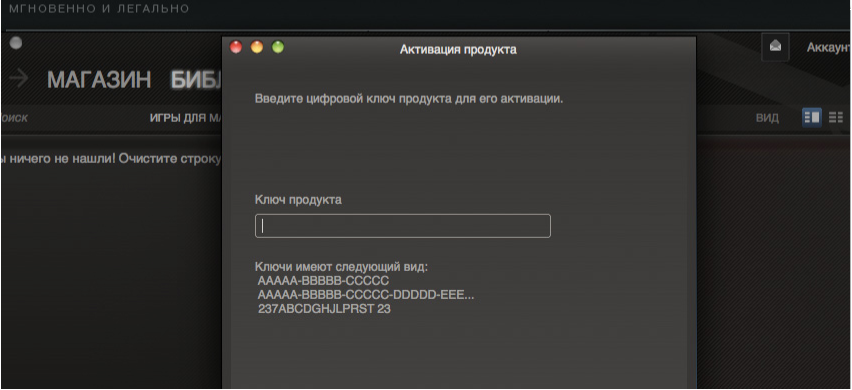 МГНОВЕННО И ЛЕГАЛЬНО
Активация продукта
Аккаун
МАГАЗИН БИБЛ
Введите цифровой ключ продукта для его активации.
оиск ИГРЫ ДЛЯ МА ВИД
ы ничего не нашли! Очистите строку
Ключ продукта
Ключи имеют следующий вид:
AAAAA-BBBBB-CCCCC
AAAAA-BBBBB-CCCCC-DDDDD-EEE...
237ABCDGHJLPRST 23